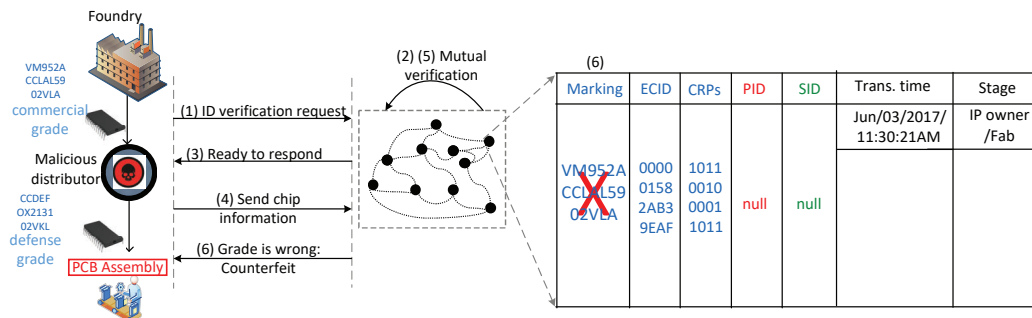 Foundry
VM952A
CCLAL59
02VLA
commercial
grade
Malicious
distributor
CCDEF
OX2131
02VKL
defense
grade
PCB Assembly
(1) ID verification request
(3) Ready to respond
(4) Send chip
information
(6) Grade is wrong:
Counterfeit
(2) (5) Mutual
verification
(6)
Marking ECID CRPs PID SID Trans. time Stage
Jun/03/2017/ IP owner
11:30:21AM /Fab
VM952A 0000 1011
CCLAL59 0158 0010
02VLA 2AB3 0001 null null
9EAF 1011